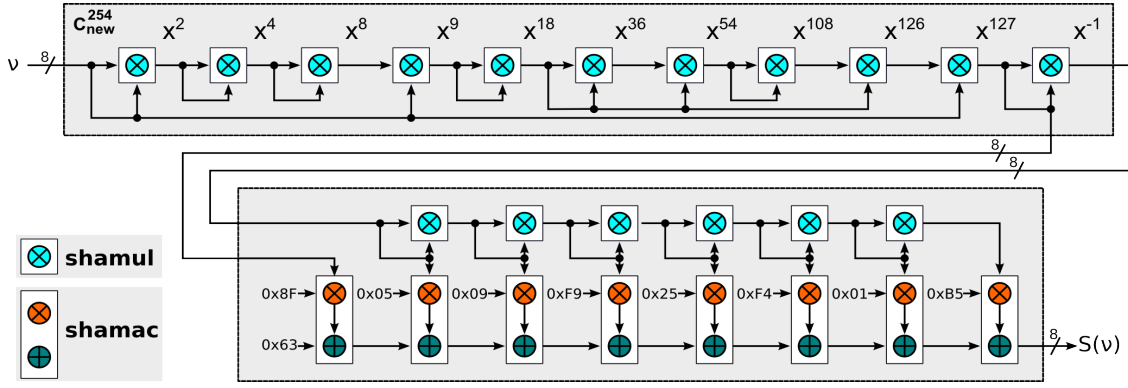 C²⁵⁴new x² x⁴ x⁸ x⁹ x¹⁸ x³⁶ x⁵⁴ x¹⁰⁸ x¹²⁶ x¹²⁷ x⁻¹
ν 8
8
8
shamul
0x8F 0x05 0x09 0xF9 0x25 0xF4 0x01 0xB5
shamac
0x63 8 S(ν)